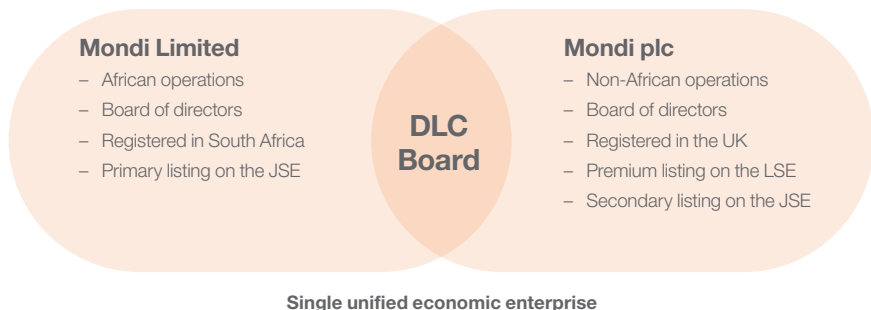 Mondi Limited
– African operations
– Board of directors
– Registered in South Africa
– Primary listing on the JSE
DLC
Board
Mondi plc
– Non-African operations
– Board of directors
– Registered in the UK
– Premium listing on the LSE
– Secondary listing on the JSE
Single unified economic enterprise